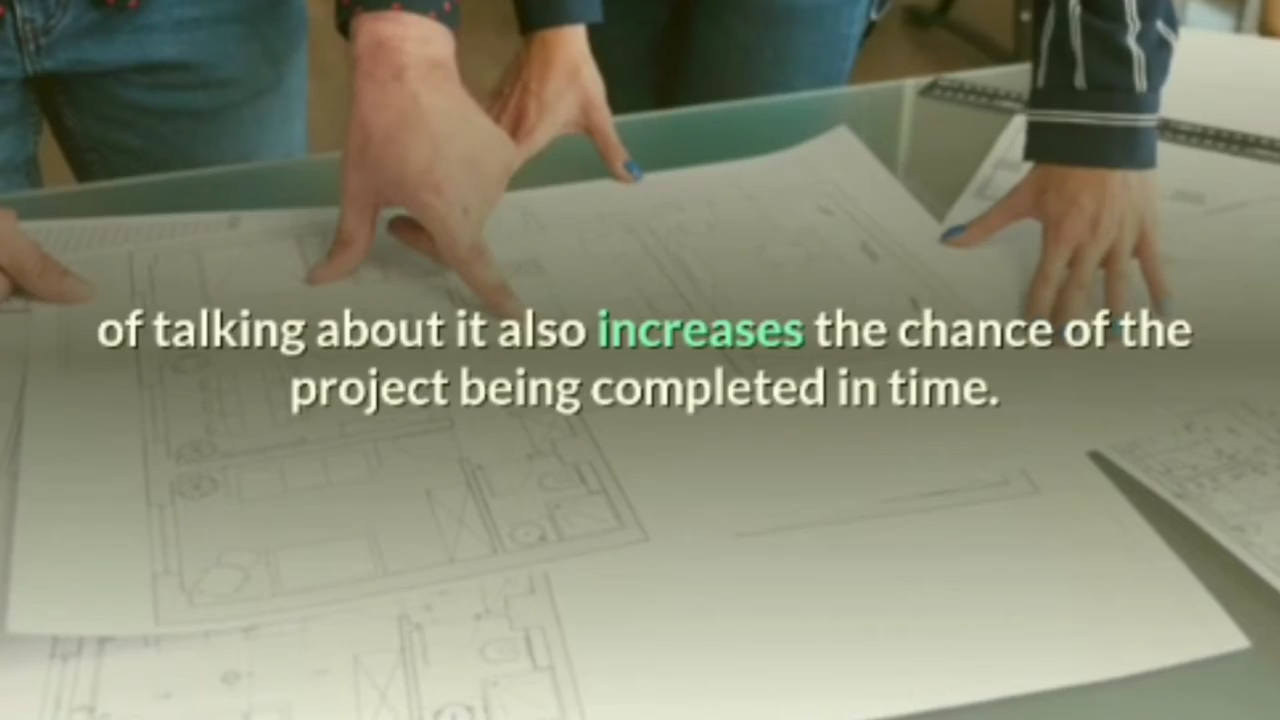 of talking about it also increases the chance of the
project being completed in time.